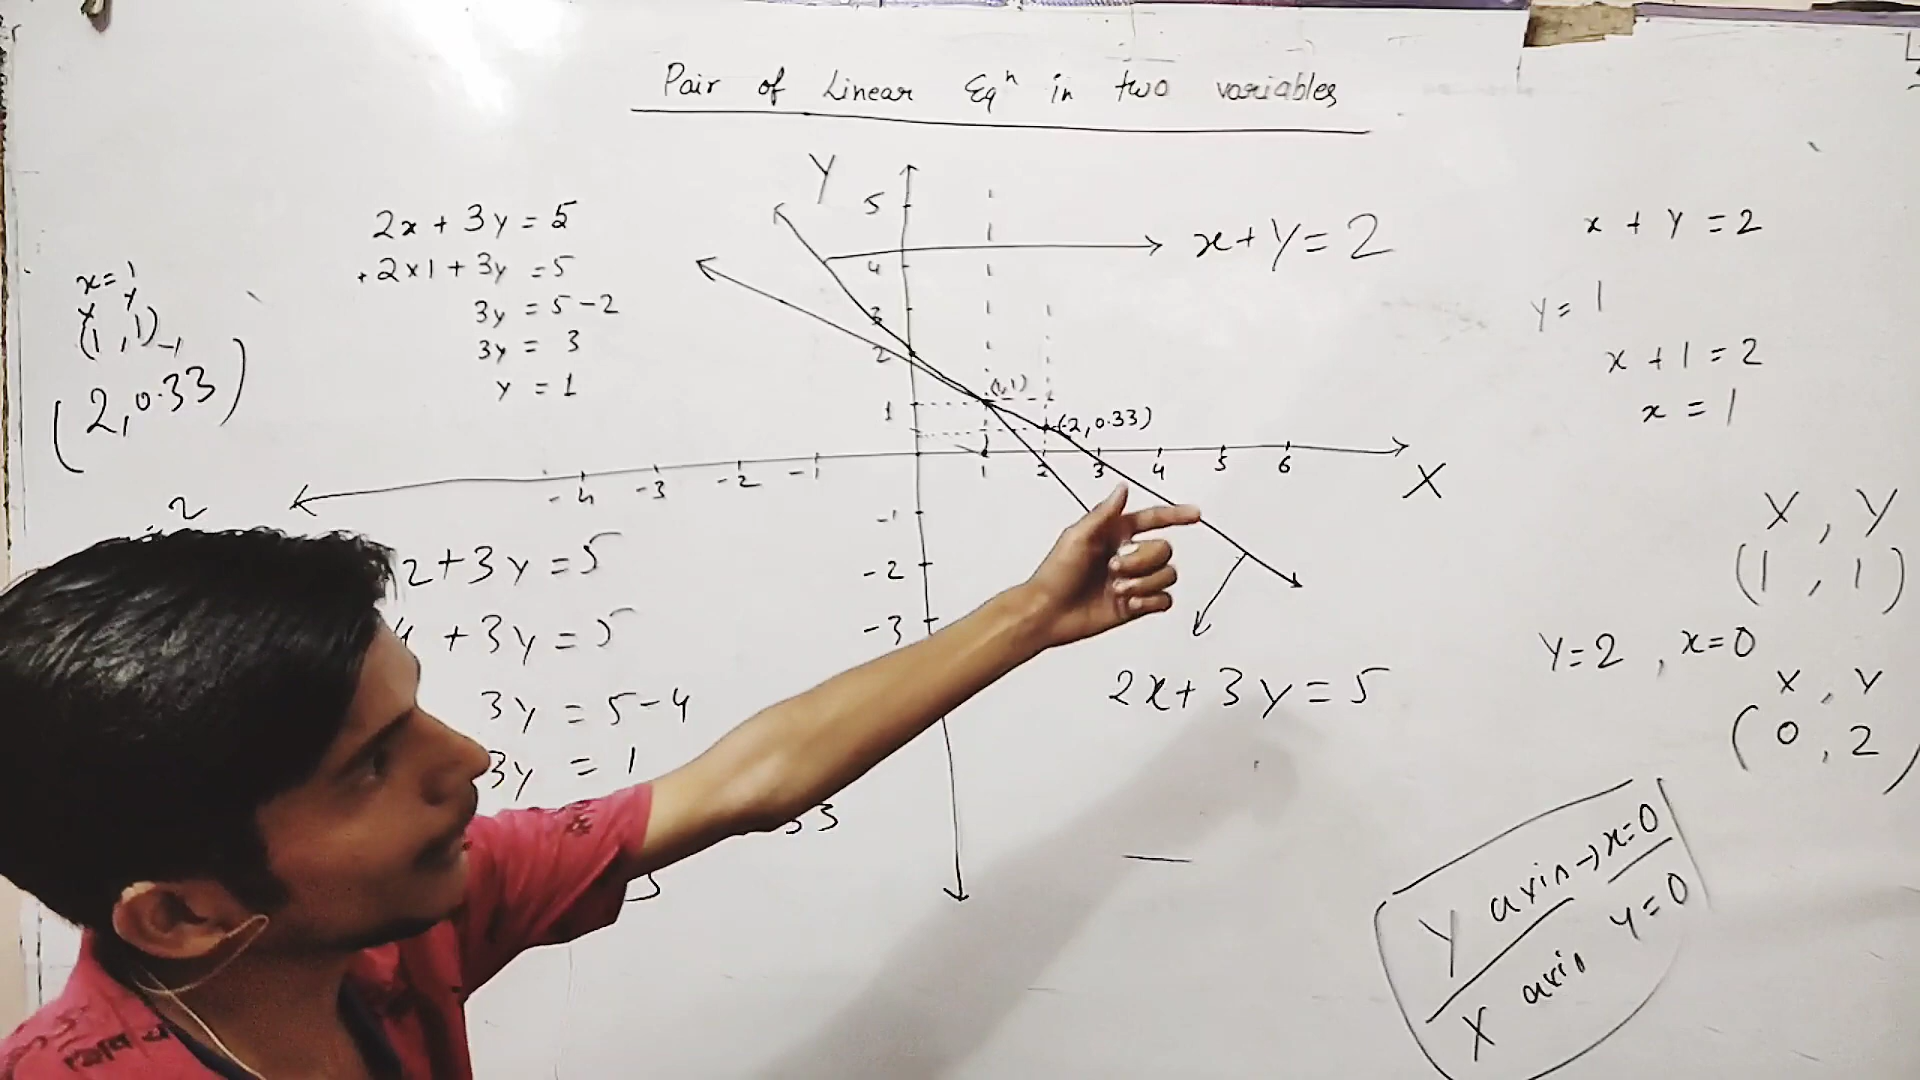 Pair of Linear Eqⁿ in two variables
2x + 3y = 5
2x1 + 3y = 5
3y = 5 - 2
3y = 3
y = 1
x = 1
x y
(1, 1)
(2, 0.33)
2
2 + 3y = 5
4 + 3y = 5
3y = 5 - 4
3y = 1
33
3
Y
5
4
3
2
1
-1
-2
-3
-4 -3 -2 -1 1 2 3 4 5 6
X
(1,1)
(2, 0.33)
x + y = 2
2x + 3y = 5
x + y = 2
y = 1
x + 1 = 2
x = 1
X, Y
(1, 1)
Y = 2, x = 0
X, Y
(0, 2)
Y axis → x = 0
X axis y = 0